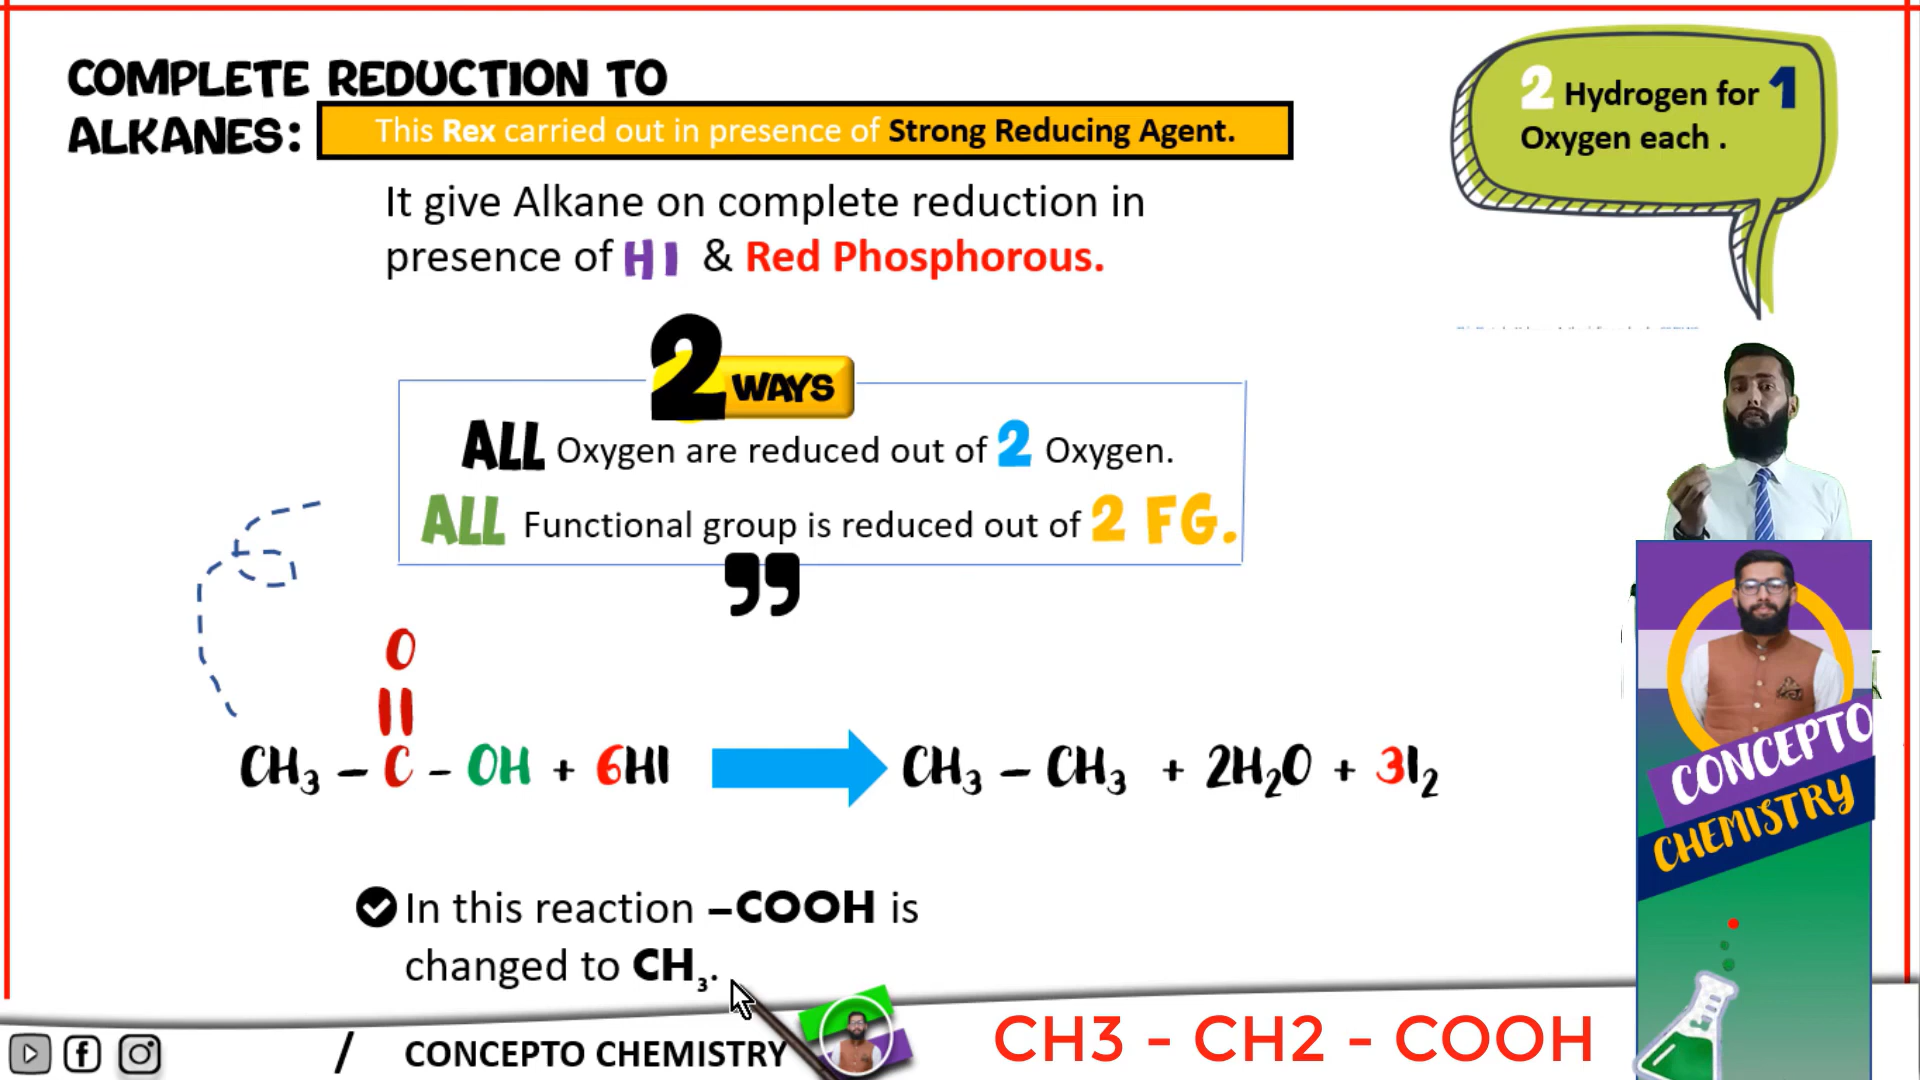 COMPLETE REDUCTION TO
ALKANES:
This Rex carried out in presence of Strong Reducing Agent.
2 Hydrogen for 1
Oxygen each .
It give Alkane on complete reduction in
presence of HI & Red Phosphorous.
2 WAYS
ALL Oxygen are reduced out of 2 Oxygen.
ALL Functional group is reduced out of 2 FG.
”
O
CH₃ – C – OH + 6HI CH₃ – CH₃ + 2H₂O + 3I₂
In this reaction –COOH is
changed to CH₃.
CONCEPTO
CHEMISTRY
/ CONCEPTO CHEMISTRY
CH3 - CH2 - COOH